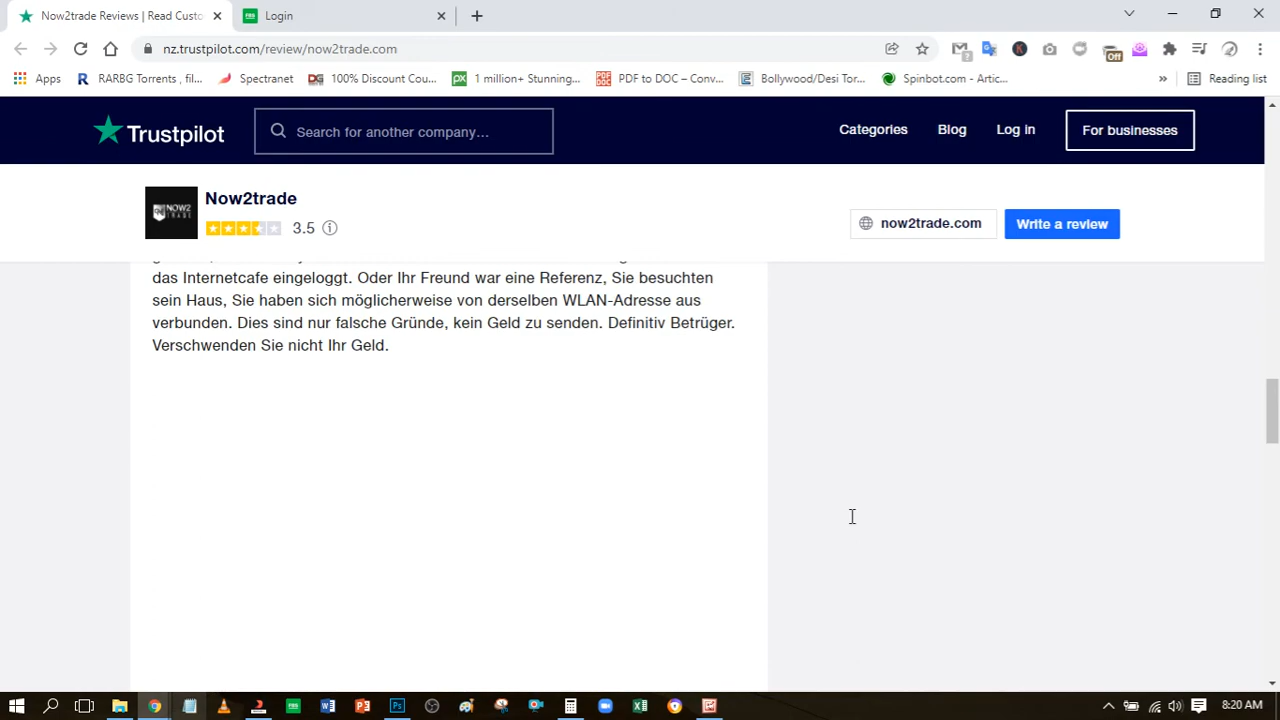 Now2trade Reviews | Read Custo
Login
nz.trustpilot.com/review/now2trade.com
Off
Apps
RARBG Torrents , fil...
Spectranet
100% Discount Cou...
1 million+ Stunning...
PDF to DOC – Conv...
Bollywood/Desi Tor...
Spinbot.com - Artic...
»
Reading list
Trustpilot
Search for another company...
Categories
Blog
Log in
For businesses
NOW2 TRADE
Now2trade
3.5
now2trade.com
Write a review
das Internetcafe eingeloggt. Oder Ihr Freund war eine Referenz, Sie besuchten
sein Haus, Sie haben sich möglicherweise von derselben WLAN-Adresse aus
verbunden. Dies sind nur falsche Gründe, kein Geld zu senden. Definitiv Betrüger.
Verschwenden Sie nicht Ihr Geld.
8:20 AM